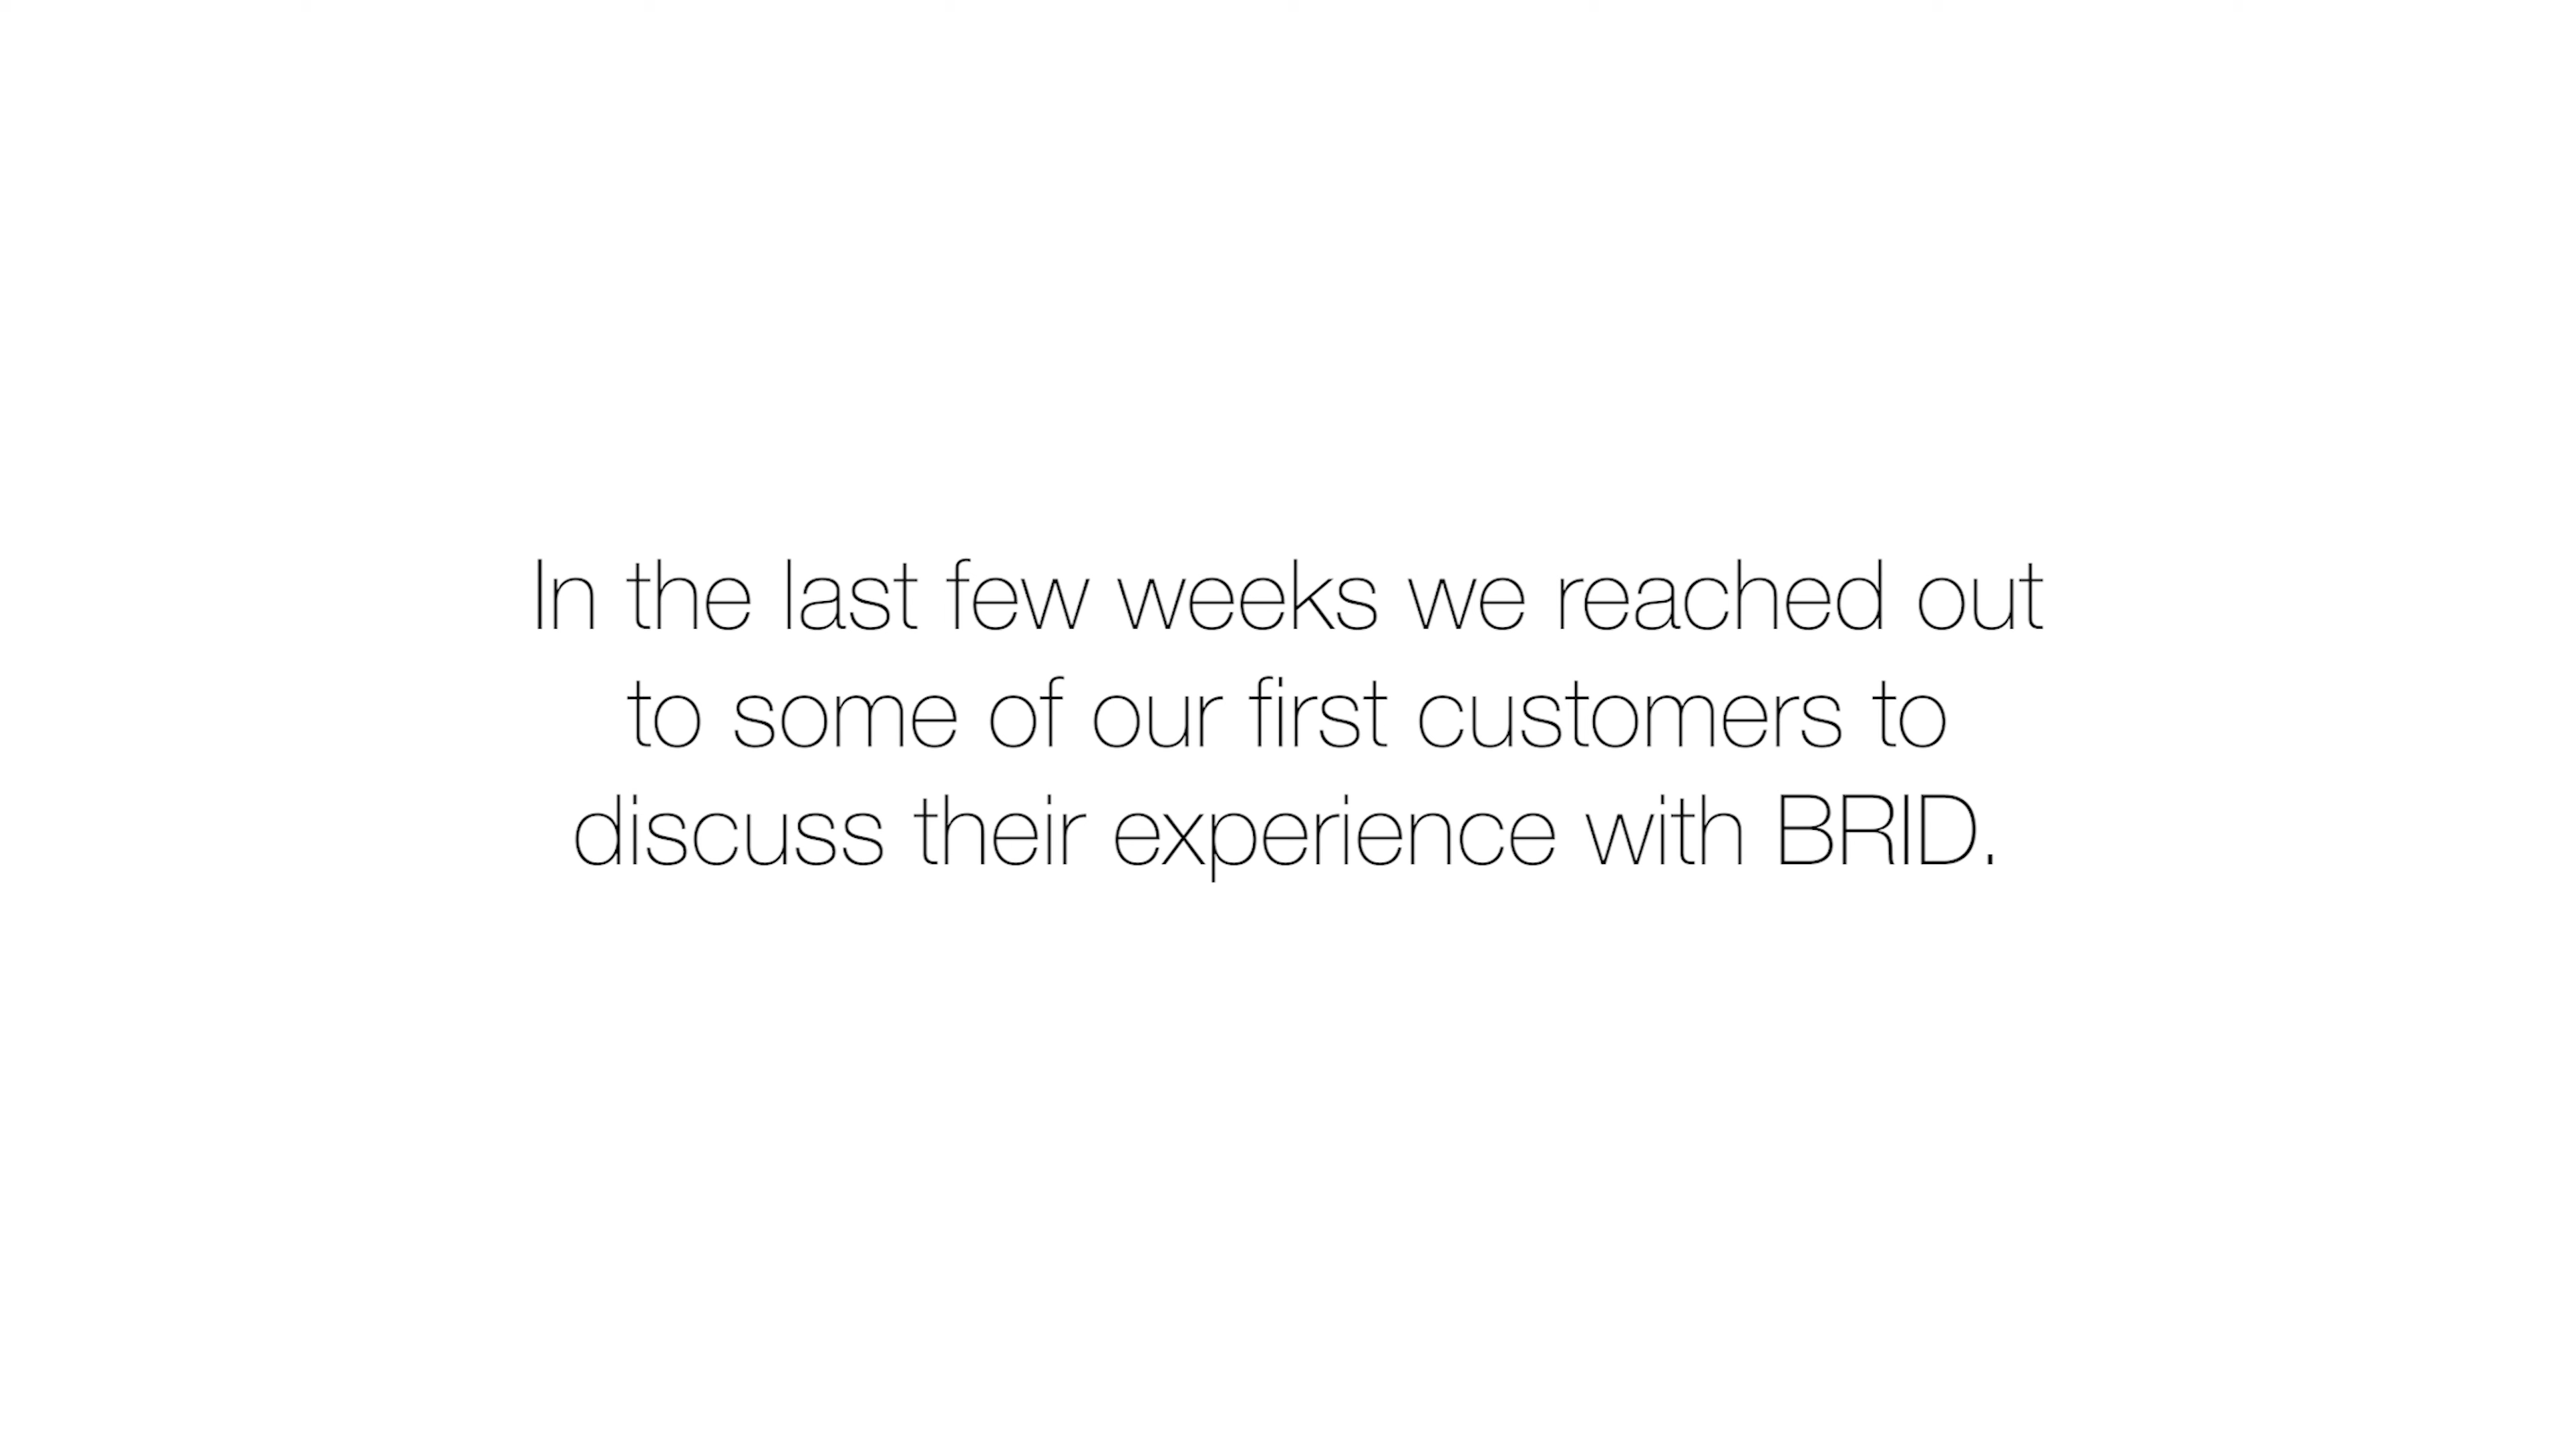 In the last few weeks we reached out
to some of our first customers to
discuss their experience with BRID.